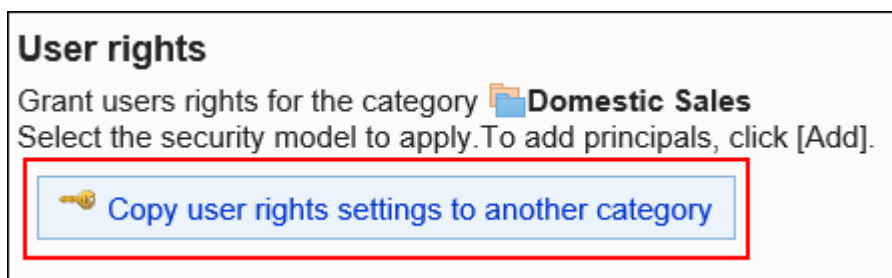 User rights
Grant users rights for the category Domestic Sales
Select the security model to apply.To add principals, click [Add].
Copy user rights settings to another category